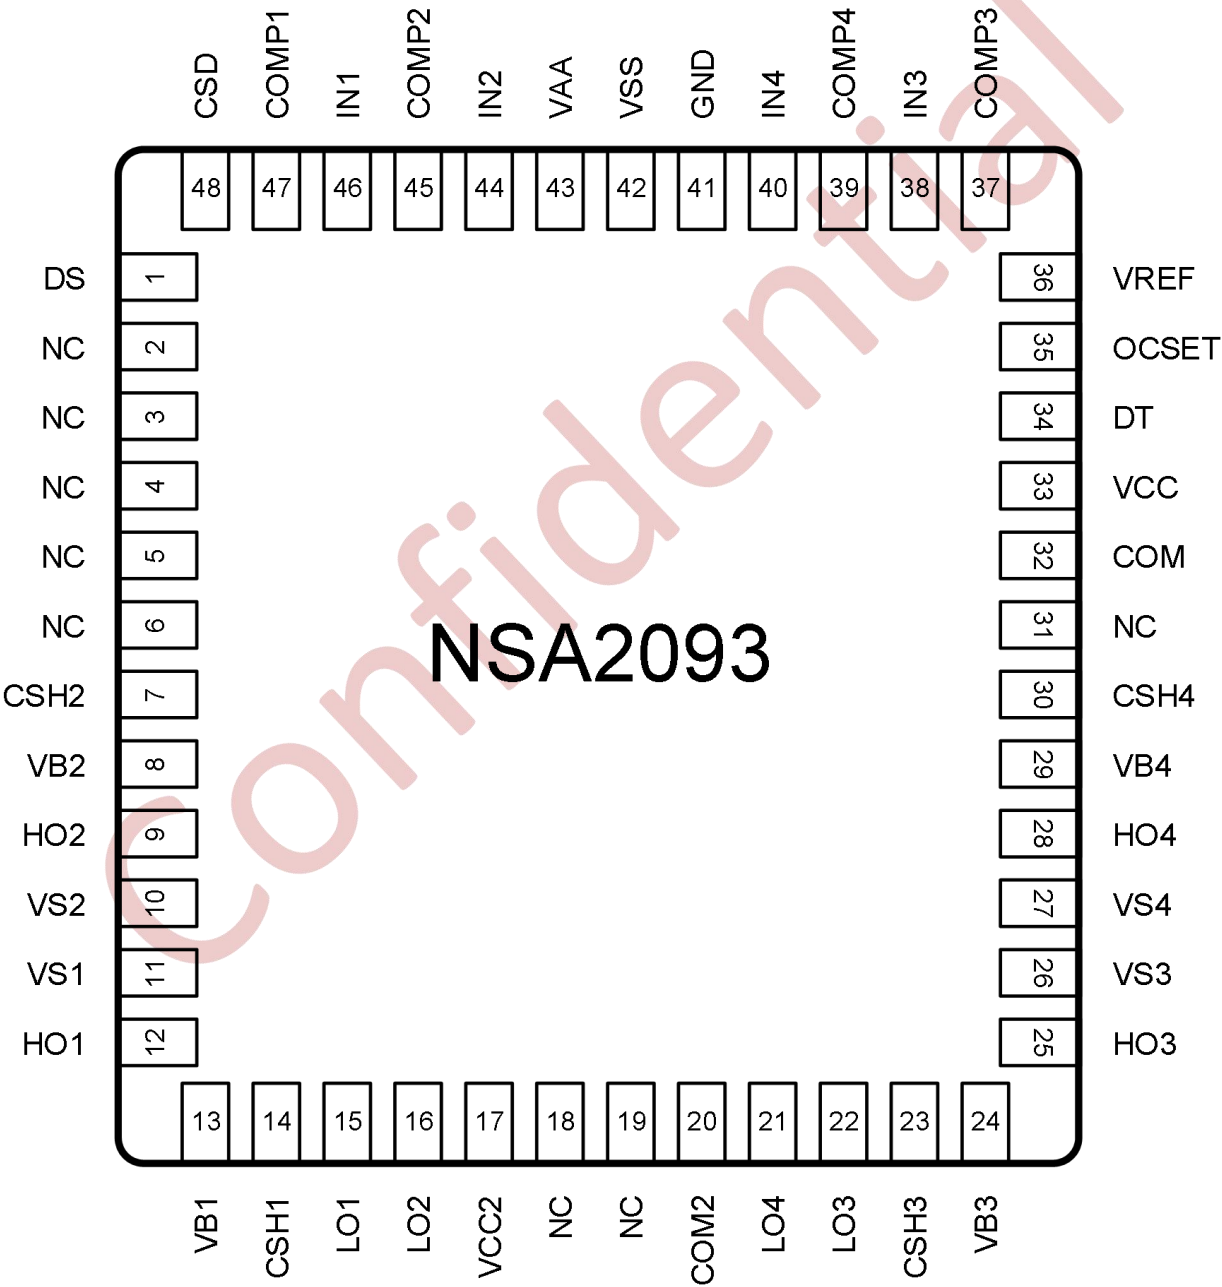 CSD COMP1 IN1 COMP2 IN2 VAA VSS GND IN4 COMP4 IN3 COMP3
48 47 46 45 44 43 42 41 40 39 38 37
DS 1 36 VREF
NC 2 35 OCSET
NC 3 34 DT
NC 4 33 VCC
NC 5 32 COM
NC 6 31 NC
NSA2093
CSH2 7 30 CSH4
VB2 8 29 VB4
HO2 9 28 HO4
VS2 10 27 VS4
VS1 11 26 VS3
HO1 12 25 HO3
13 14 15 16 17 18 19 20 21 22 23 24
VB1 CSH1 LO1 LO2 VCC2 NC NC COM2 LO4 LO3 CSH3 VB3
Confidential